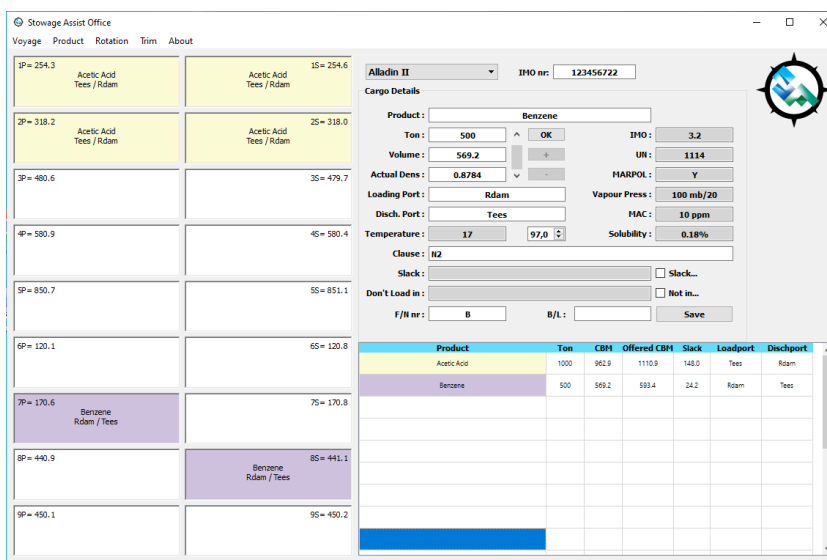 Stowage Assist Office
Voyage Product Rotation Trim About
1P= 254.3
Acetic Acid
Tees / Rdam
1S= 254.6
Acetic Acid
Tees / Rdam
2P= 318.2
Acetic Acid
Tees / Rdam
2S= 318.0
Acetic Acid
Tees / Rdam
3P= 480.6
3S= 479.7
4P= 580.9
4S= 580.4
5P= 850.7
5S= 851.1
6P= 120.1
6S= 120.8
7P= 170.6
Benzene
Rdam / Tees
7S= 170.8
8P= 440.9
8S= 441.1
Benzene
Rdam / Tees
9P= 450.1
9S= 450.2
Alladin II IMO nr: 123456722
Cargo Details
Product : Benzene
Ton : 500 OK IMO : 3.2
Volume : 569.2 + UN : 1114
Actual Dens : 0.8784 - MARPOL : Y
Loading Port : Rdam Vapour Press : 100 mb/20
Disch. Port : Tees MAC : 10 ppm
Temperature : 17 97,0 Solubility : 0.18%
Clause : N2
Slack : Slack...
Don't Load in : Not in...
F/N nr : B B/L : Save
Product Ton CBM Offered CBM Slack Loadport Dischport
Acetic Acid 1000 962.9 1110.9 148.0 Tees Rdam
Benzene 500 569.2 593.4 24.2 Rdam Tees